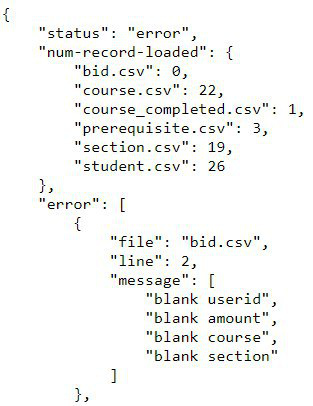 {
    "status": "error",
    "num-record-loaded": {
        "bid.csv": 0,
        "course.csv": 22,
        "course_completed.csv": 1,
        "prerequisite.csv": 3,
        "section.csv": 19,
        "student.csv": 26
    },
    "error": [
        {
            "file": "bid.csv",
            "line": 2,
            "message": [
                "blank userid",
                "blank amount",
                "blank course",
                "blank section"
            ]
        },